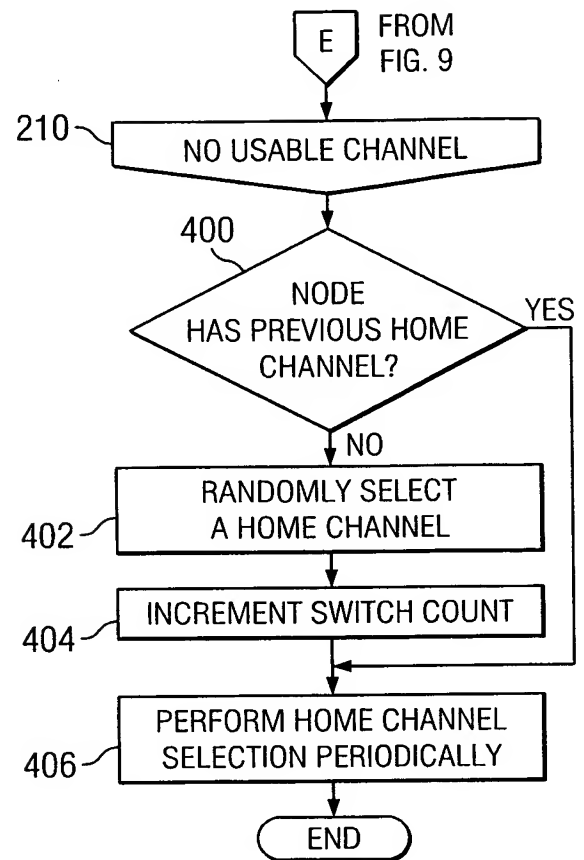 E
FROM
FIG. 9
210
NO USABLE CHANNEL
400
NODE
HAS PREVIOUS HOME
CHANNEL?
YES
NO
RANDOMLY SELECT
A HOME CHANNEL
402
INCREMENT SWITCH COUNT
404
PERFORM HOME CHANNEL
SELECTION PERIODICALLY
406
END